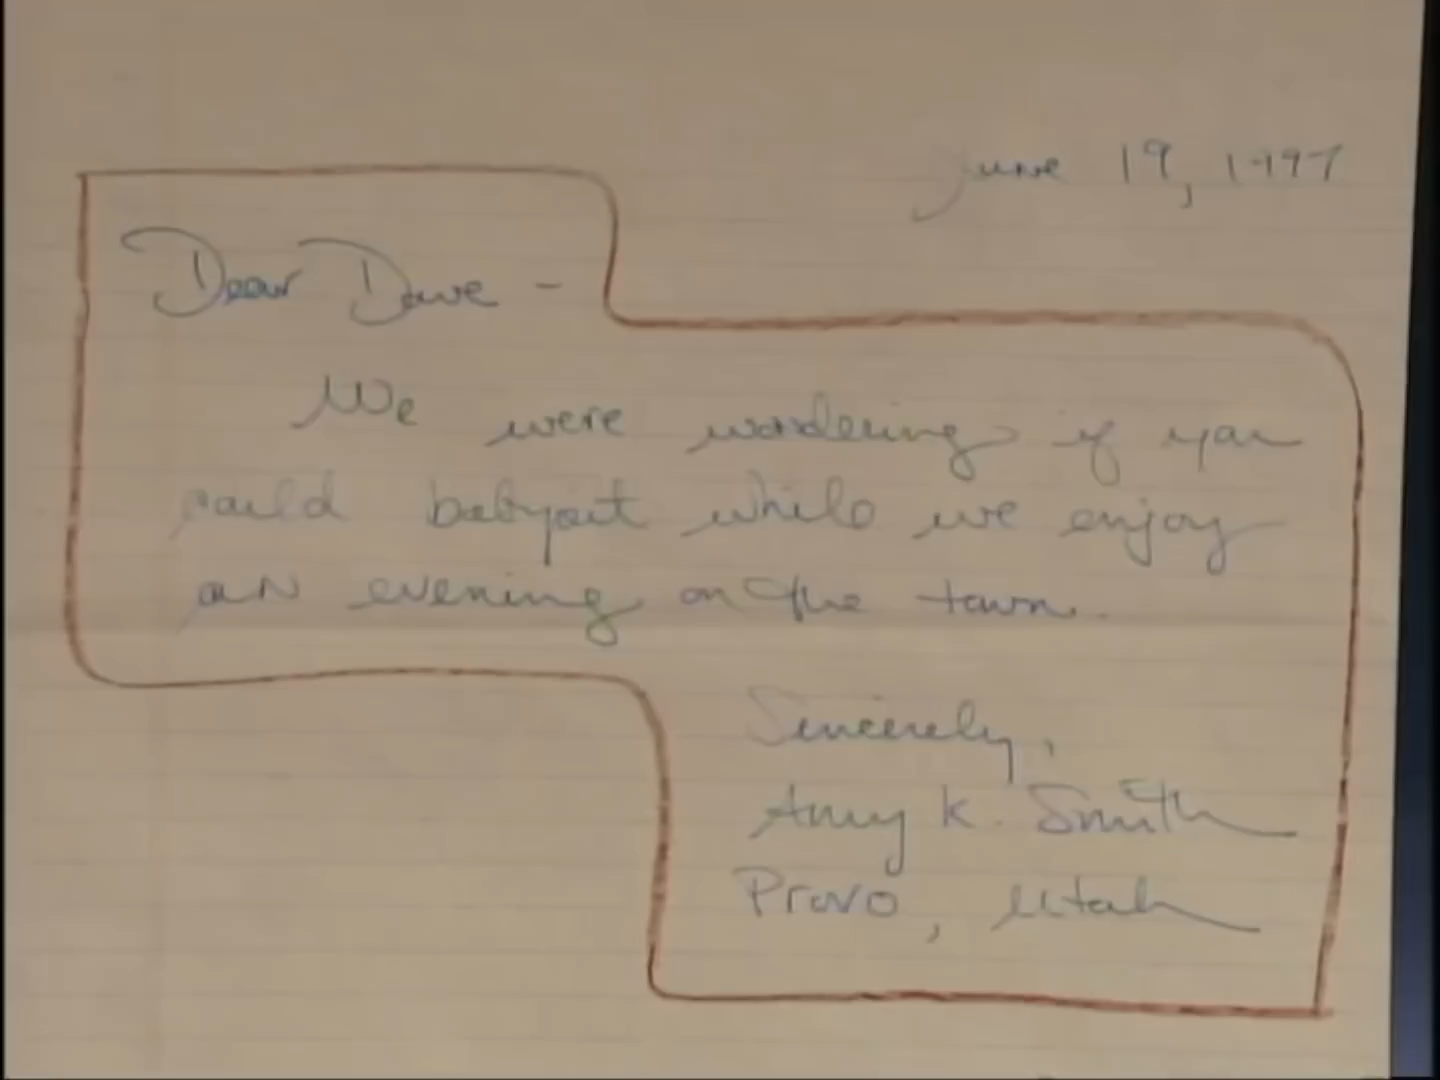 June 19, 1997
Dear Dave -
We were wondering if you
could babysit while we enjoy
an evening on the town.
Sincerely,
Amy K. Smith
Provo, Utah